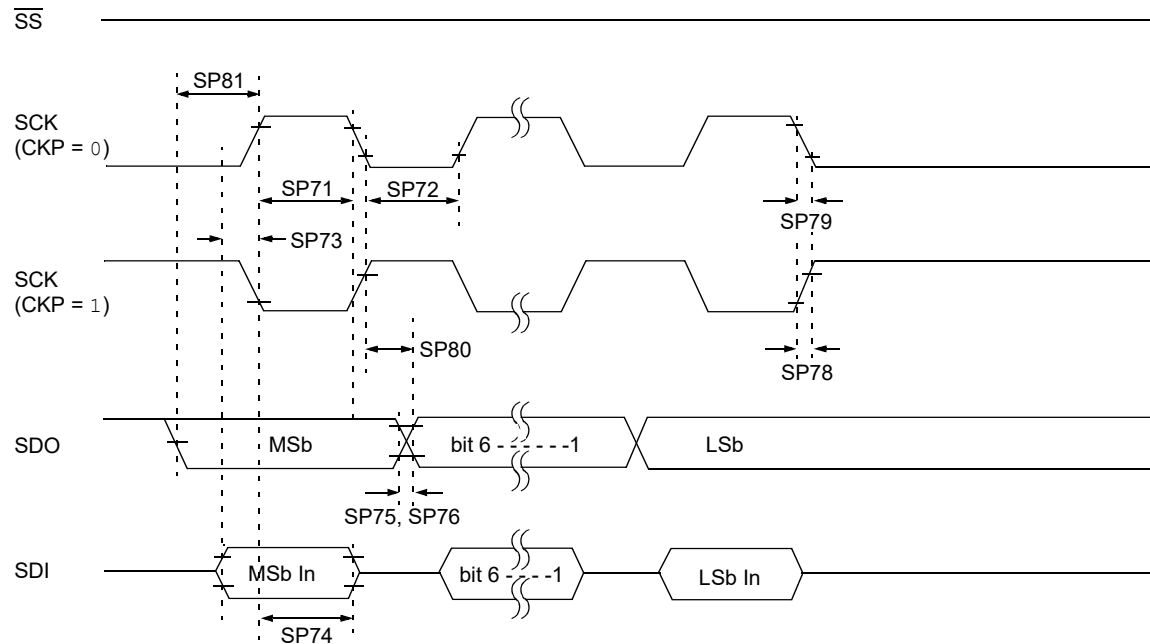 SS
SP81
SCK
(CKP = 0)
SP71
SP72
SP79
SP73
SCK
(CKP = 1)
SP80
SP78
SDO
MSb
bit 6 - - - - - -1
LSb
SP75, SP76
SDI
MSb In
bit 6 - - - - -1
LSb In
SP74